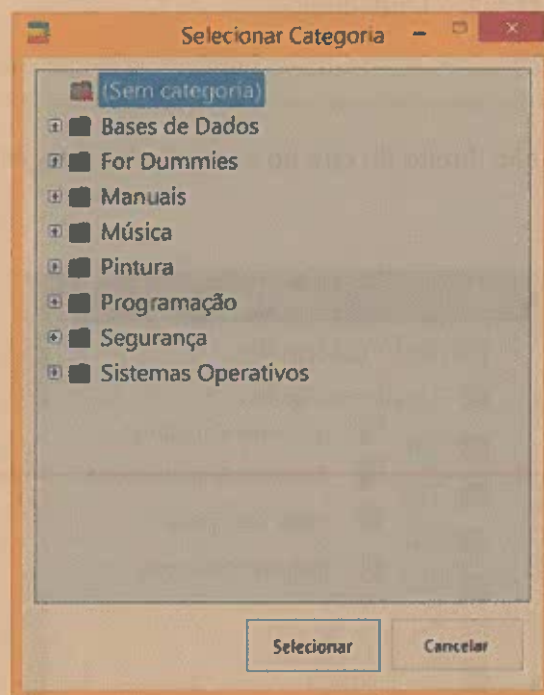 Selecionar Categoria
(Sem categoria)
Bases de Dados
For Dummies
Manuais
Música
Pintura
Programação
Segurança
Sistemas Operativos
Selecionar
Cancelar